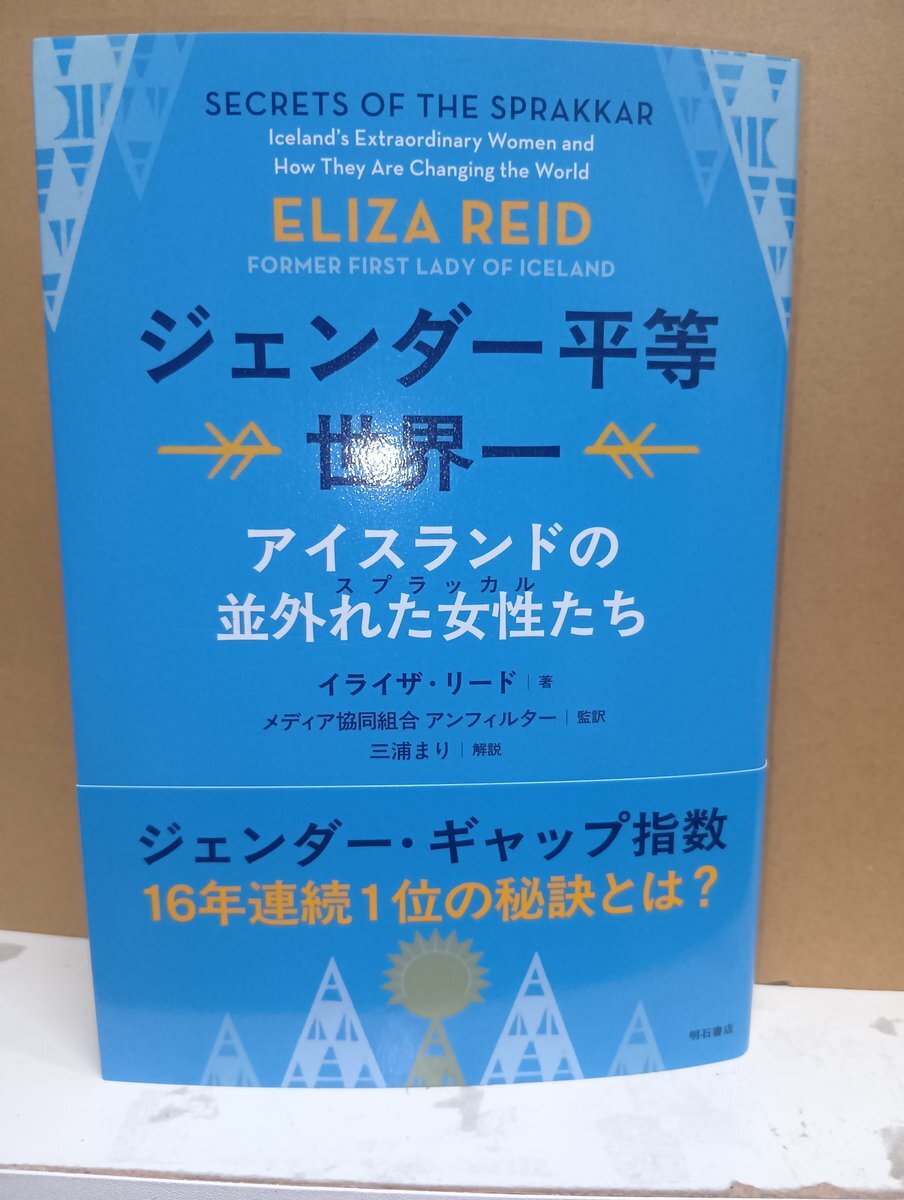 SECRETS OF THE SPRAKKAR
Iceland's Extraordinary Women and
How They Are Changing the World
ELIZA REID
FORMER FIRST LADY OF ICELAND
ジェンダー平等
世界一
アイスランドの
スプラッカル
並外れた女性たち
イライザ・リード|著
メディア協同組合 アンフィルター|監訳
三浦まり|解説
ジェンダー・ギャップ指数
16年連続1位の秘訣とは?
明石書店